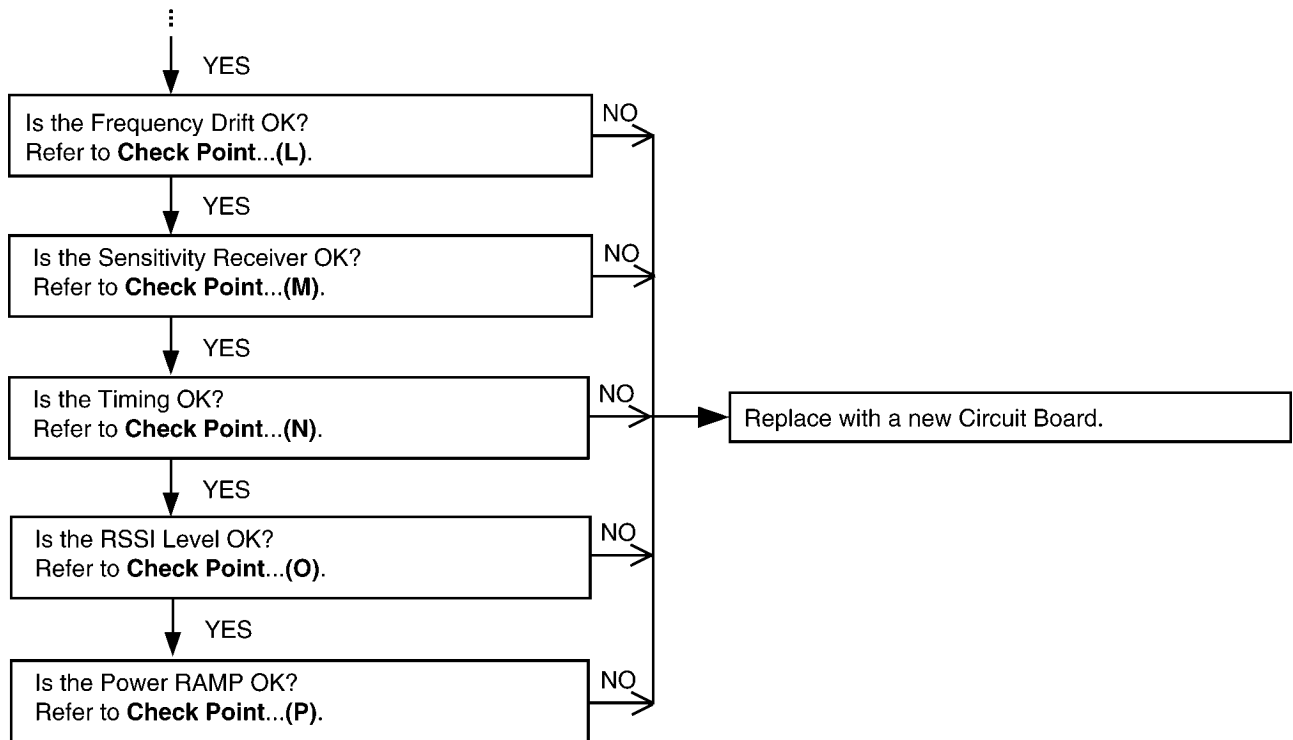 ⋮
YES
Is the Frequency Drift OK?
Refer to Check Point...(L).
NO
YES
Is the Sensitivity Receiver OK?
Refer to Check Point...(M).
NO
YES
Is the Timing OK?
Refer to Check Point...(N).
NO
Replace with a new Circuit Board.
YES
Is the RSSI Level OK?
Refer to Check Point...(O).
NO
YES
Is the Power RAMP OK?
Refer to Check Point...(P).
NO